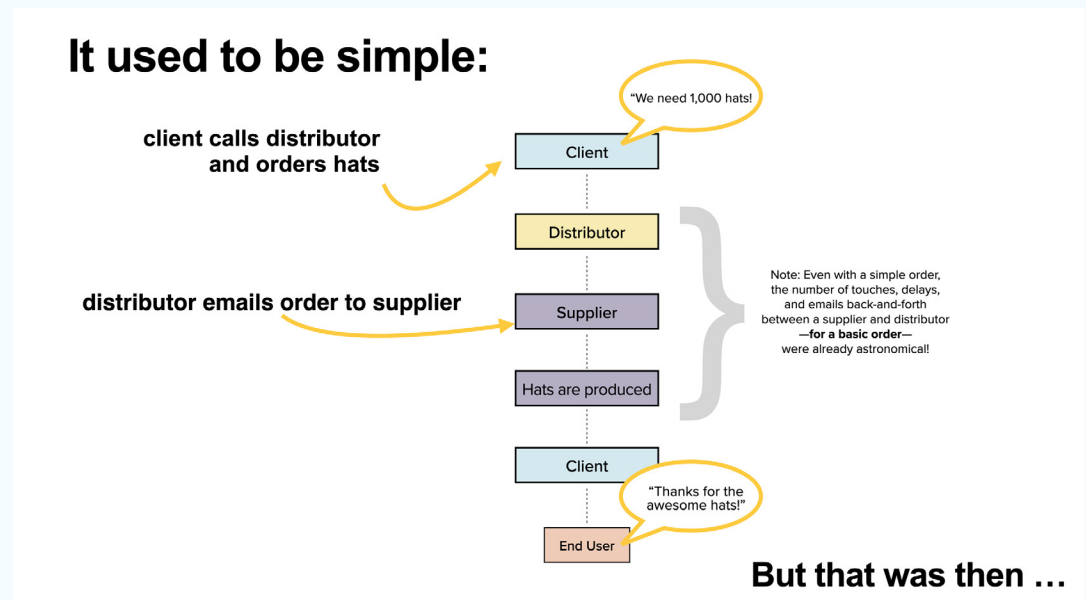 It used to be simple:
"We need 1,000 hats!
client calls distributor
and orders hats
Client
Distributor
distributor emails order to supplier
Supplier
Note: Even with a simple order,
the number of touches, delays,
and emails back-and-forth
between a supplier and distributor
—for a basic order—
were already astronomical!
Hats are produced
Client
“Thanks for the
awesome hats!”
End User
But that was then ...